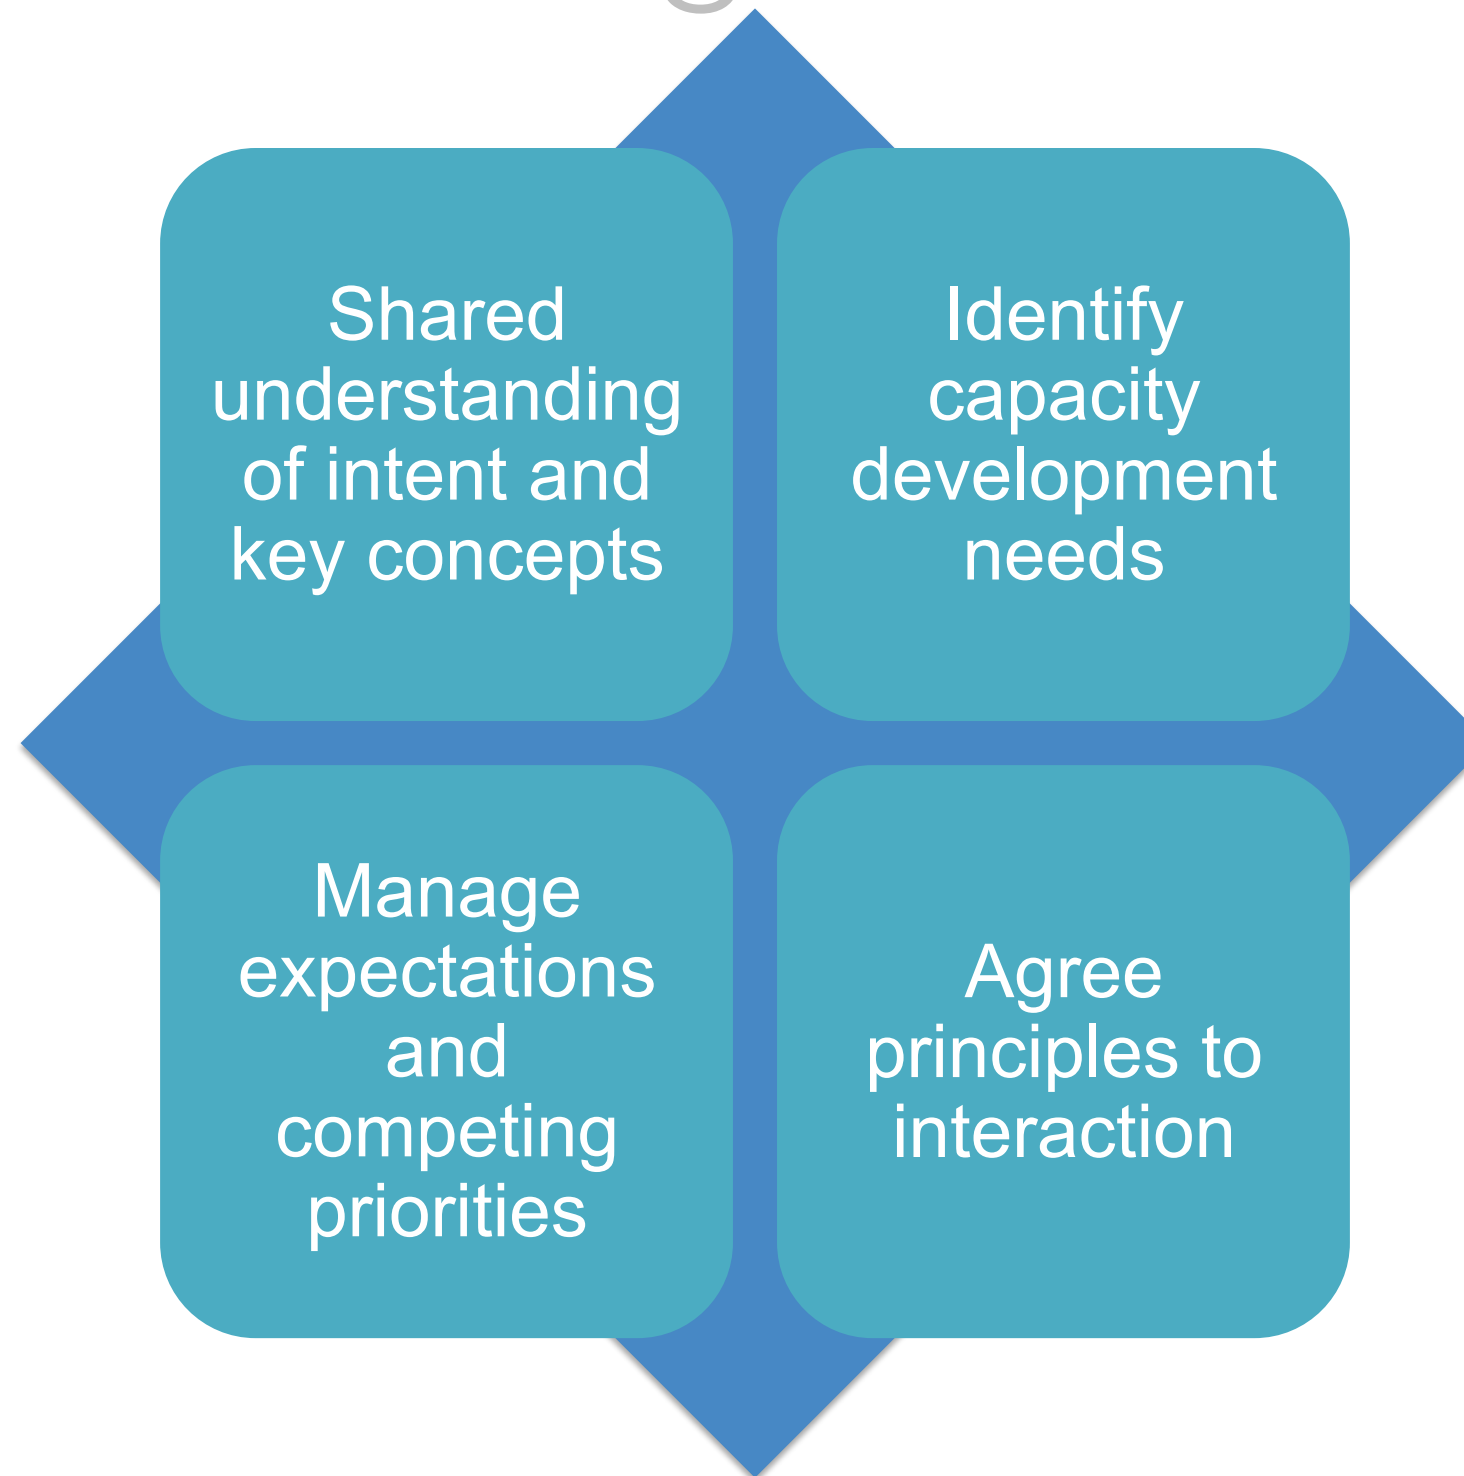 Shared
understanding
of intent and
key concepts
Identify
capacity
development
needs
Manage
expectations
and
competing
priorities
Agree
principles to
interaction